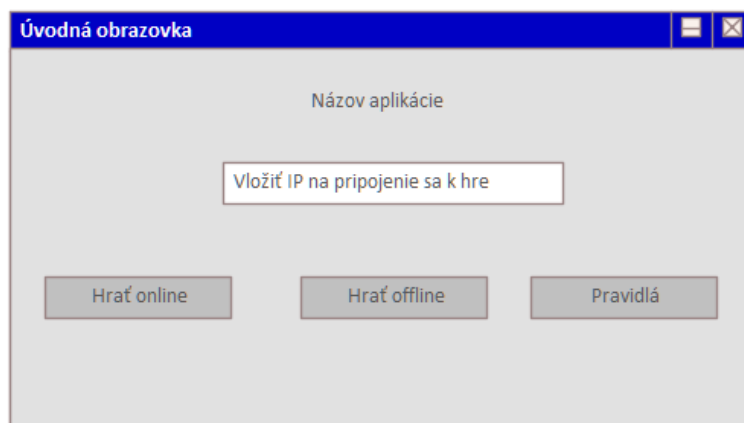 Úvodná obrazovka
Názov aplikácie
Vložiť IP na pripojenie sa k hre
Hrať online
Hrať offline
Pravidlá